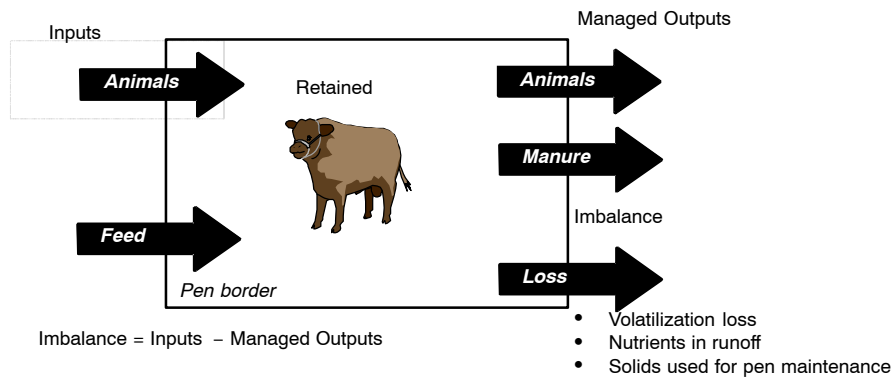 Managed Outputs
Inputs
Animals
Retained
Animals
Manure
Imbalance
Feed
Loss
Pen border
• Volatilization loss
Imbalance = Inputs – Managed Outputs
• Nutrients in runoff
• Solids used for pen maintenance